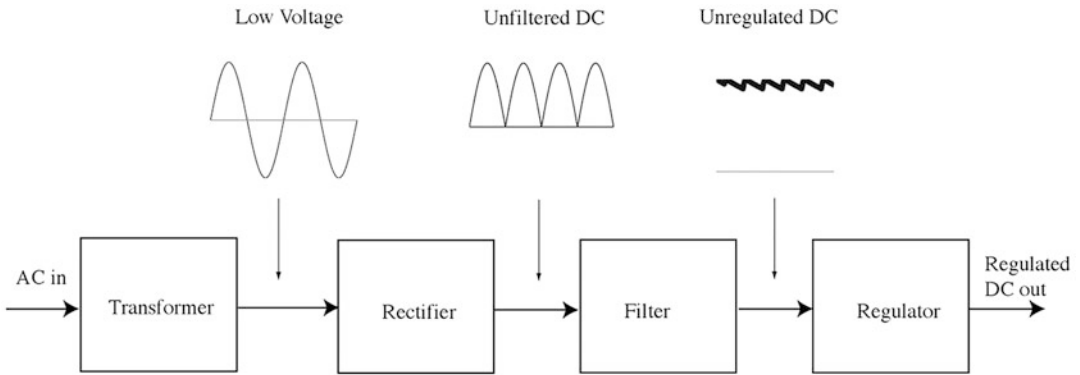 Low Voltage
Unfiltered DC
Unregulated DC
AC in
Transformer
Rectifier
Filter
Regulator
Regulated
DC out